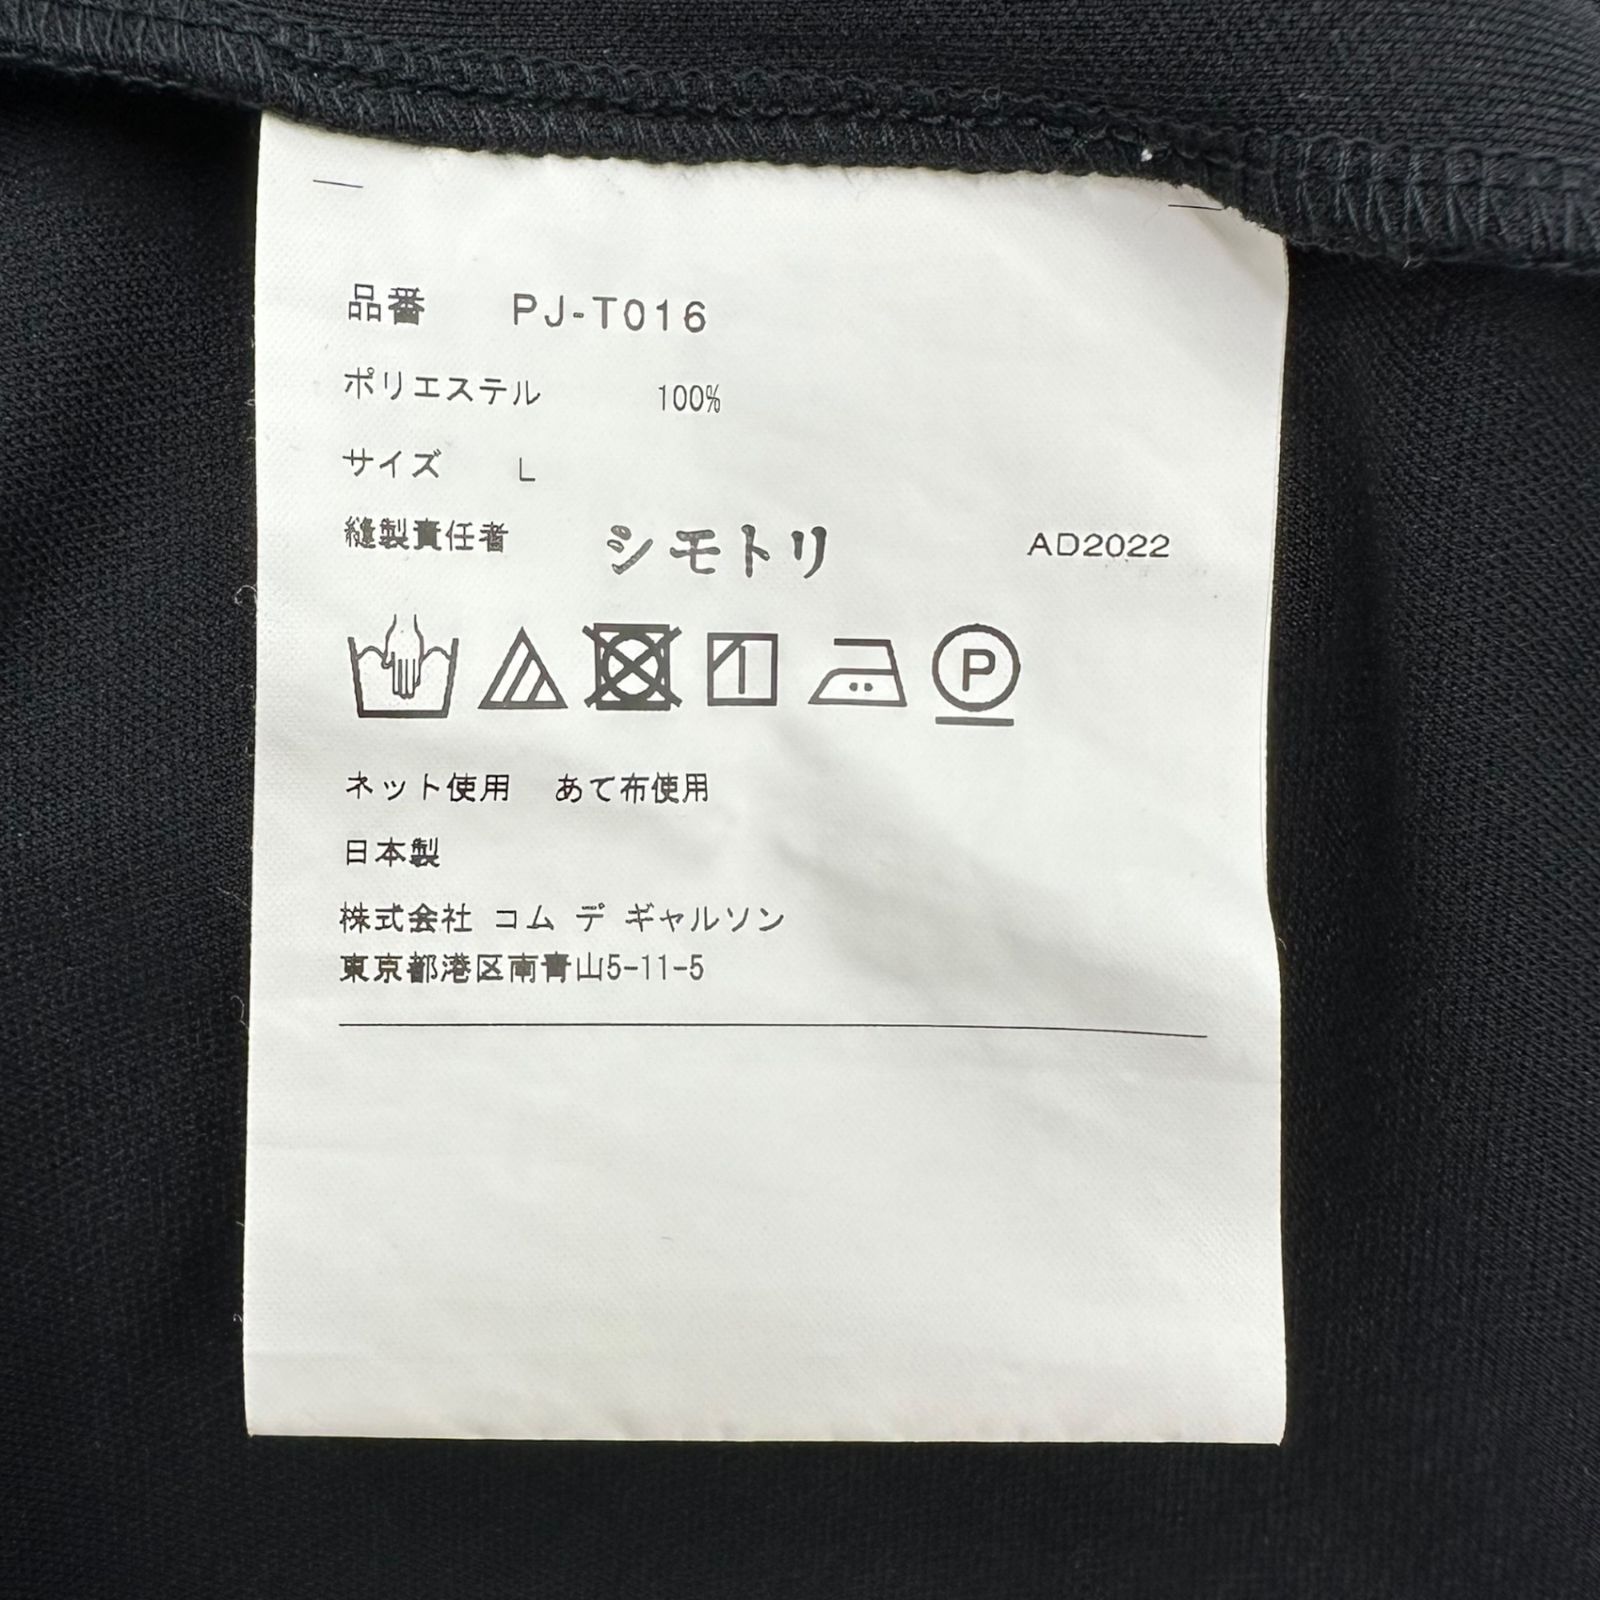 品番 PJ-T016
ポリエステル 100%
サイズ L
縫製責任者 シモトリ AD2022
P
ネット使用 あて布使用
日本製
株式会社 コム デ ギャルソン
東京都港区南青山5-11-5